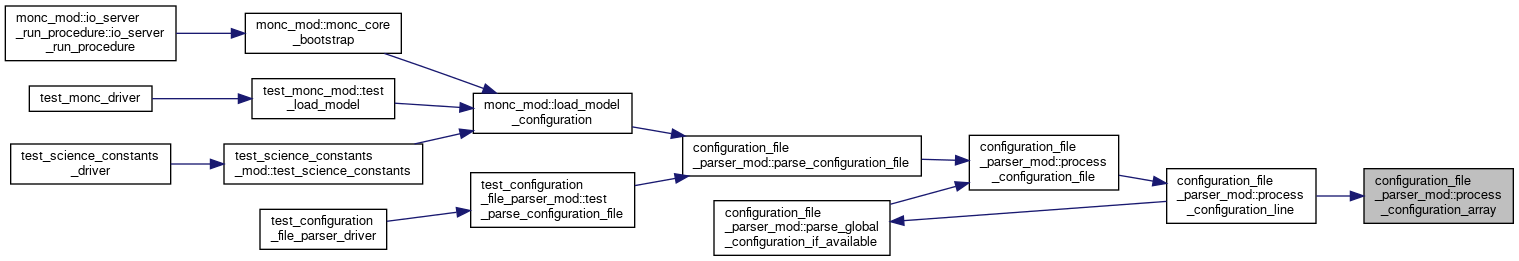 monc_mod::io_server
_run_procedure::io_server
_run_procedure
monc_mod::monc_core
_bootstrap
test_monc_driver
test_monc_mod::test
_load_model
test_science_constants
_driver
test_science_constants
_mod::test_science_constants
monc_mod::load_model
_configuration
test_configuration
_file_parser_driver
test_configuration
_file_parser_mod::test
_parse_configuration_file
configuration_file
_parser_mod::parse_configuration_file
configuration_file
_parser_mod::parse_global
_configuration_if_available
configuration_file
_parser_mod::process
_configuration_file
configuration_file
_parser_mod::process
_configuration_line
configuration_file
_parser_mod::process
_configuration_array